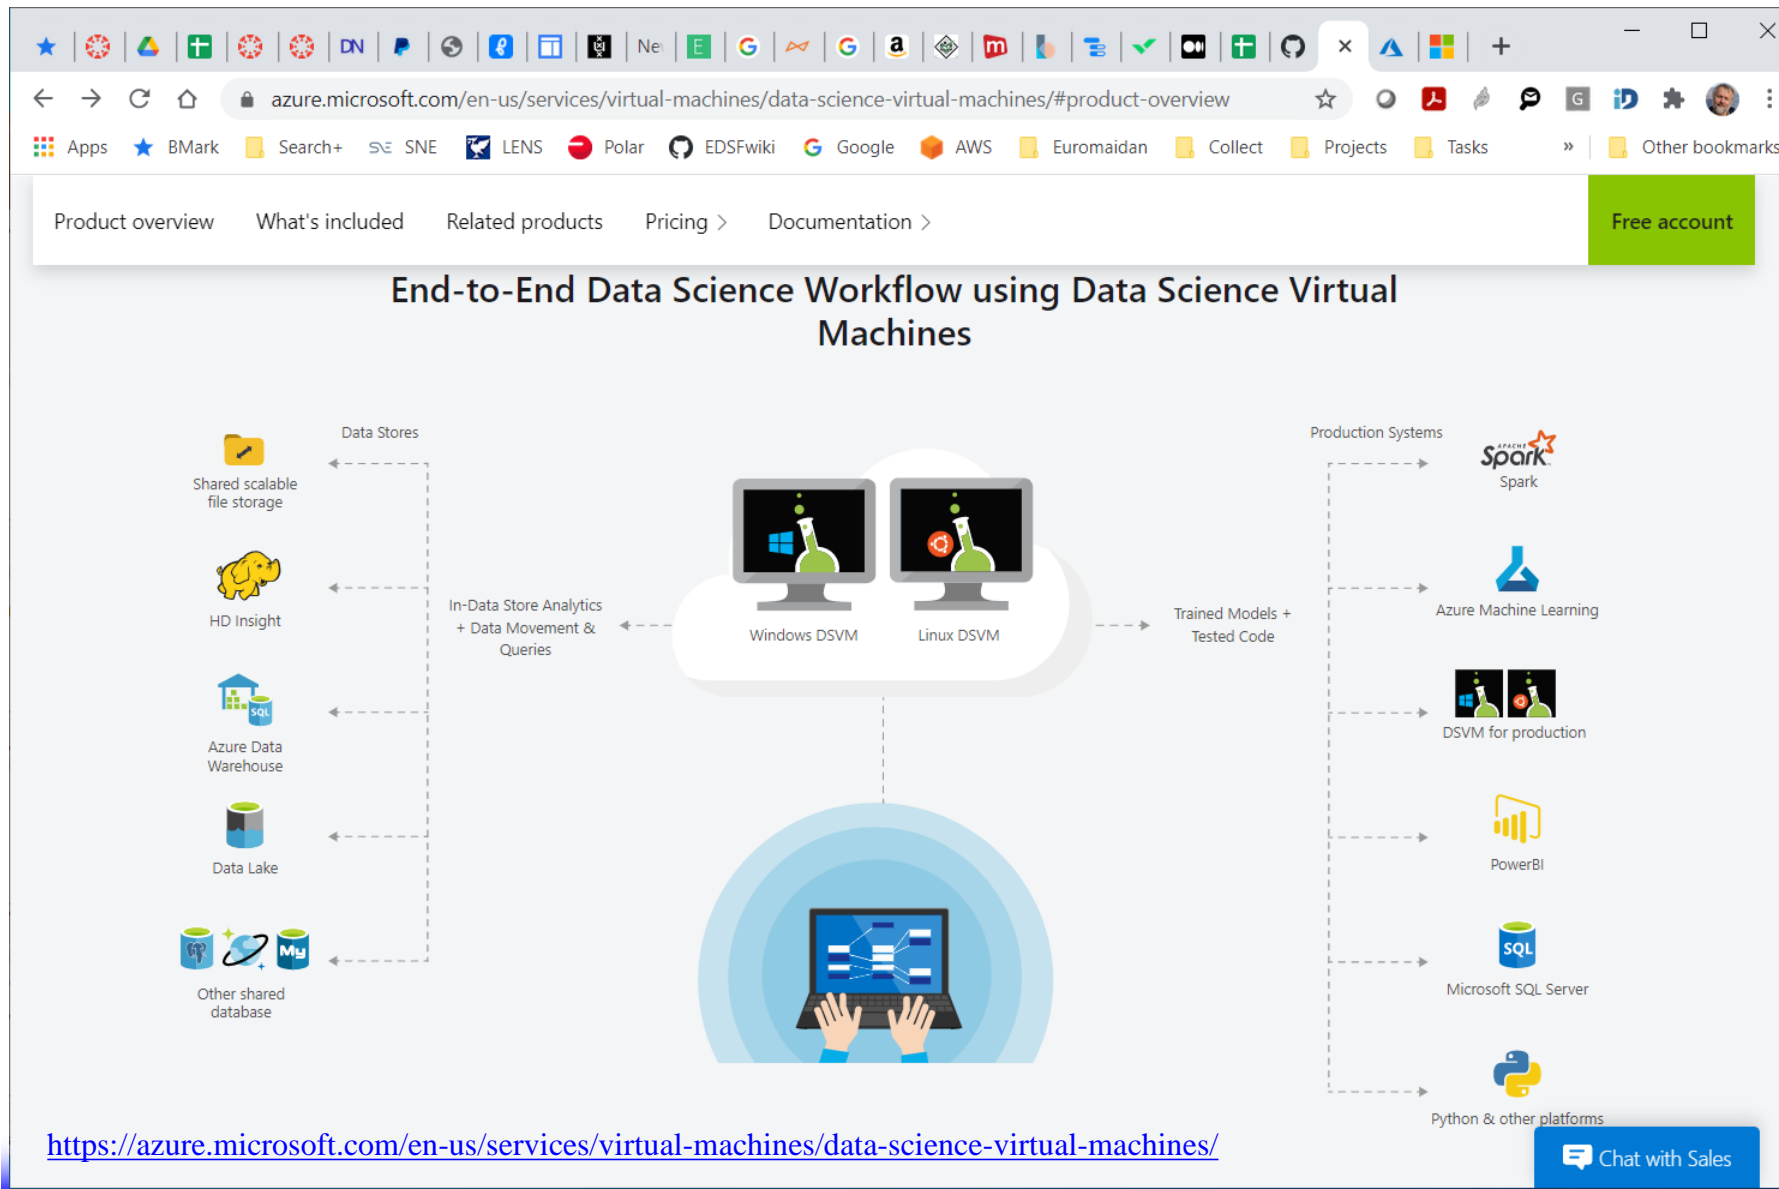 DN
Ne
E
G
G
a
m
azure.microsoft.com/en-us/services/virtual-machines/data-science-virtual-machines/#product-overview
G
Apps
BMark
Search+
SNE SNE
LENS
Polar
EDSFwiki
Google
AWS
Euromaidan
Collect
Projects
Tasks
»
Other bookmarks
Product overview
What's included
Related products
Pricing >
Documentation >
Free account
End-to-End Data Science Workflow using Data Science Virtual
Machines
Data Stores
Shared scalable
file storage
HD Insight
SQL
Azure Data
Warehouse
Data Lake
My
Other shared
database
In-Data Store Analytics
+ Data Movement &
Queries
Windows DSVM
Linux DSVM
Trained Models +
Tested Code
Production Systems
APACHE
Spark
Spark
Azure Machine Learning
DSVM for production
PowerBI
SQL
Microsoft SQL Server
Python & other platforms
https://azure.microsoft.com/en-us/services/virtual-machines/data-science-virtual-machines/
Chat with Sales